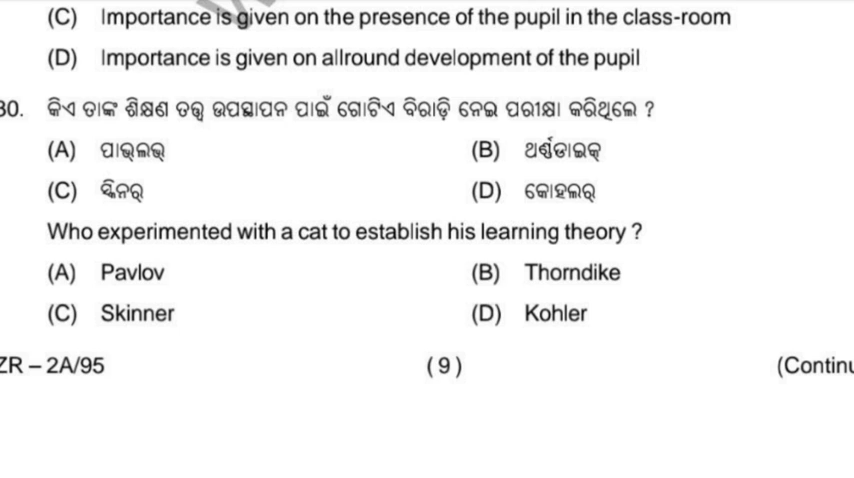 (C) Importance is given on the presence of the pupil in the class-room
(D) Importance is given on allround development of the pupil
30. କିଏ ତାଙ୍କ ଶିକ୍ଷଣ ତତ୍ତ୍ୱ ଉପସ୍ଥାପନ ପାଇଁ ଗୋଟିଏ ବିରାଡ଼ି ନେଇ ପରୀକ୍ଷା କରିଥିଲେ ?
(A) ପାଭ୍‌ଲଭ୍ (B) ଥର୍ଣ୍ଣଡାଇକ୍
(C) ସ୍କିନର୍ (D) କୋହଲର୍
Who experimented with a cat to establish his learning theory ?
(A) Pavlov (B) Thorndike
(C) Skinner (D) Kohler
ZR – 2A/95 ( 9 ) (Continu